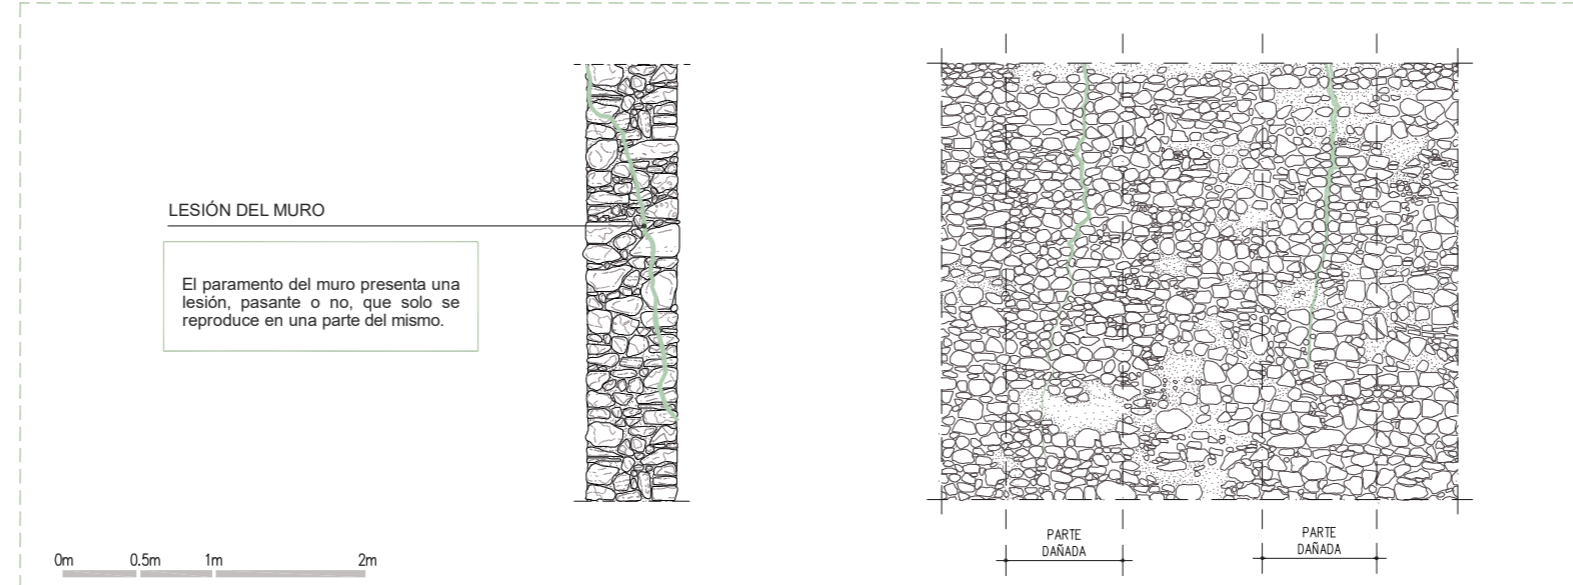 LESIÓN DEL MURO
El paramento del muro presenta una
lesión, pasante o no, que solo se
reproduce en una parte del mismo.
PARTE
DAÑADA
PARTE
DAÑADA
0m 0.5m 1m 2m